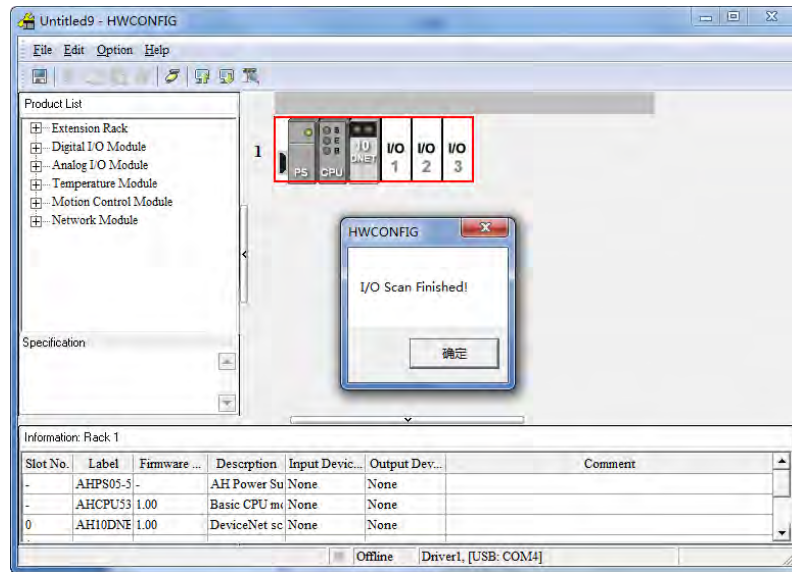 Untitled9 - HWCONFIG
File Edit Option Help
Product List
Extension Rack
Digital I/O Module
Analog I/O Module
Temperature Module
Motion Control Module
Network Module
1
PS CPU 10 DNET I/O 1 I/O 2 I/O 3
HWCONFIG
I/O Scan Finished!
确定
Specification
Information: Rack 1
Slot No. Label Firmware ... Descrption Input Devic... Output Dev... Comment
- AHPS05-5 - AH Power Su None None
- AHCPU53 1.00 Basic CPU mo None None
0 AH10DNE 1.00 DeviceNet sc None None
Offline Driver1, [USB: COM4]